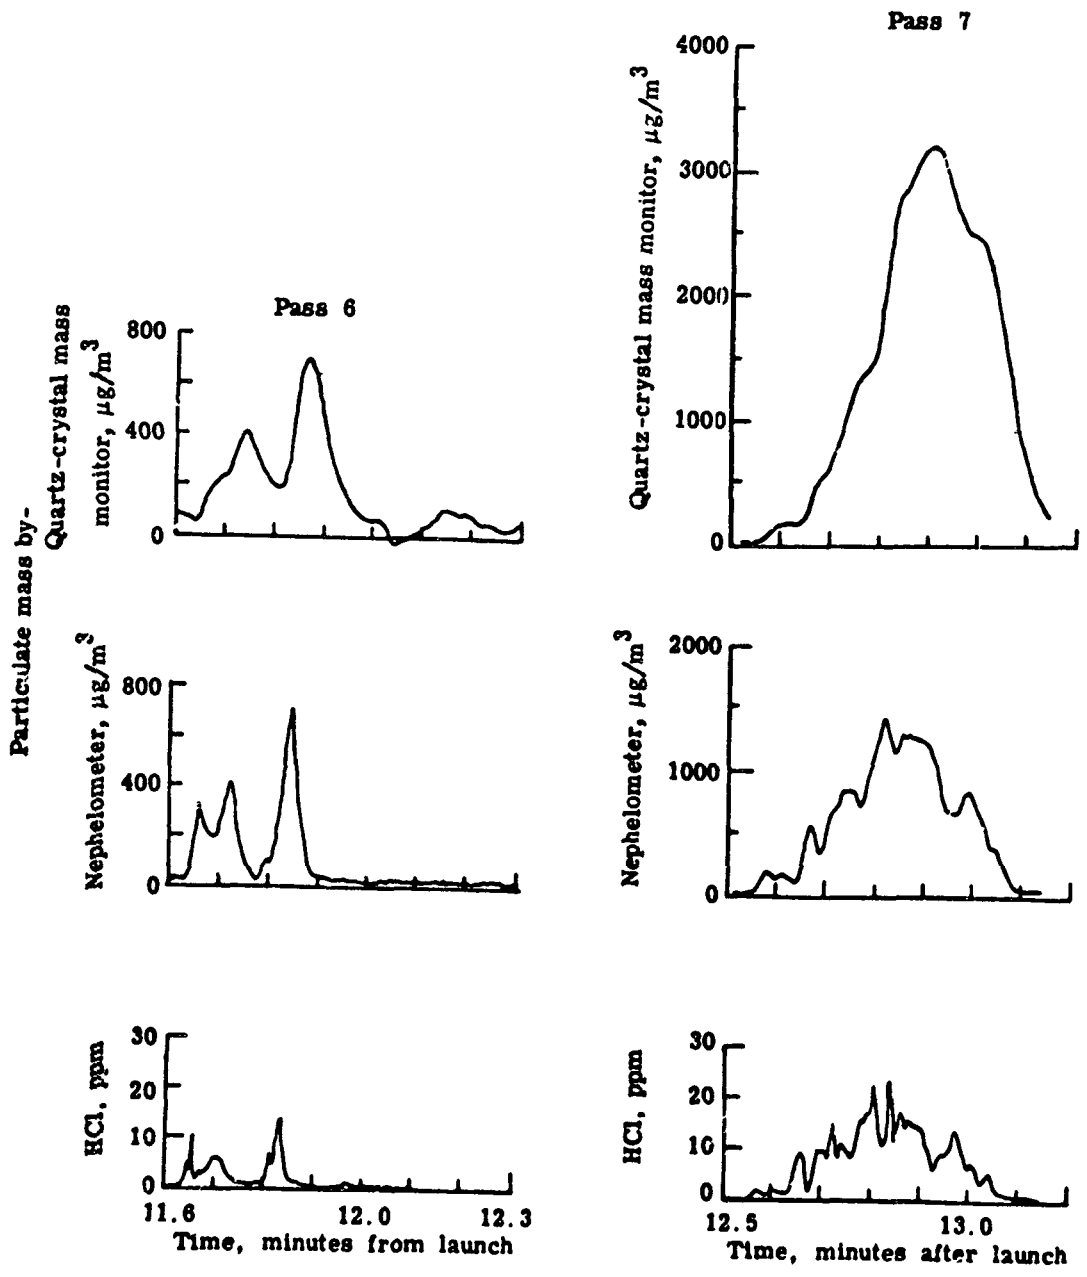 Pass 7
4000
3000
2000
1000
0
Quartz-crystal mass monitor, μg/m3
Pass 6
800
400
0
Particulate mass by-
Quartz-crystal mass
monitor, μg/m3
800
400
0
Nephelometer, μg/m3
2000
1000
0
Nephelometer, μg/m3
30
20
10
0
HCl, ppm
11.6
12.0
12.3
Time, minutes from launch
30
20
10
0
HCl, ppm
12.5
13.0
Time, minutes after launch